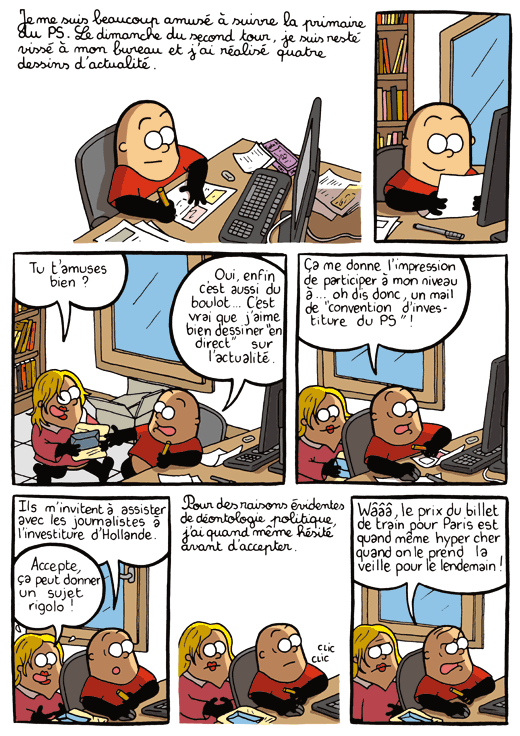 Je me suis beaucoup amusé à suivre la primaire
du PS. Le dimanche du second tour, je suis resté
vissé à mon bureau et j'ai réalisé quatre
dessins d'actualité.
Tu t'amuses
bien ?
Oui, enfin
c'est aussi du
boulot... C'est
vrai que j'aime
bien dessiner "en
direct" sur
l'actualité.
Ça me donne l'impression
de participer à mon niveau
à... oh dis donc, un mail
de "convention d'inves-
titure du PS" !
Ils m'invitent à assister
avec les journalistes à
l'investiture d'Hollande.
Accepte,
ça peut donner
un sujet
rigolo !
Pour des raisons évidentes
de déontologie politique,
j'ai quand même hésité
avant d'accepter.
CLIC
CLIC
Wâââ, le prix du billet
de train pour Paris est
quand même hyper cher
quand on le prend la
veille pour le lendemain !